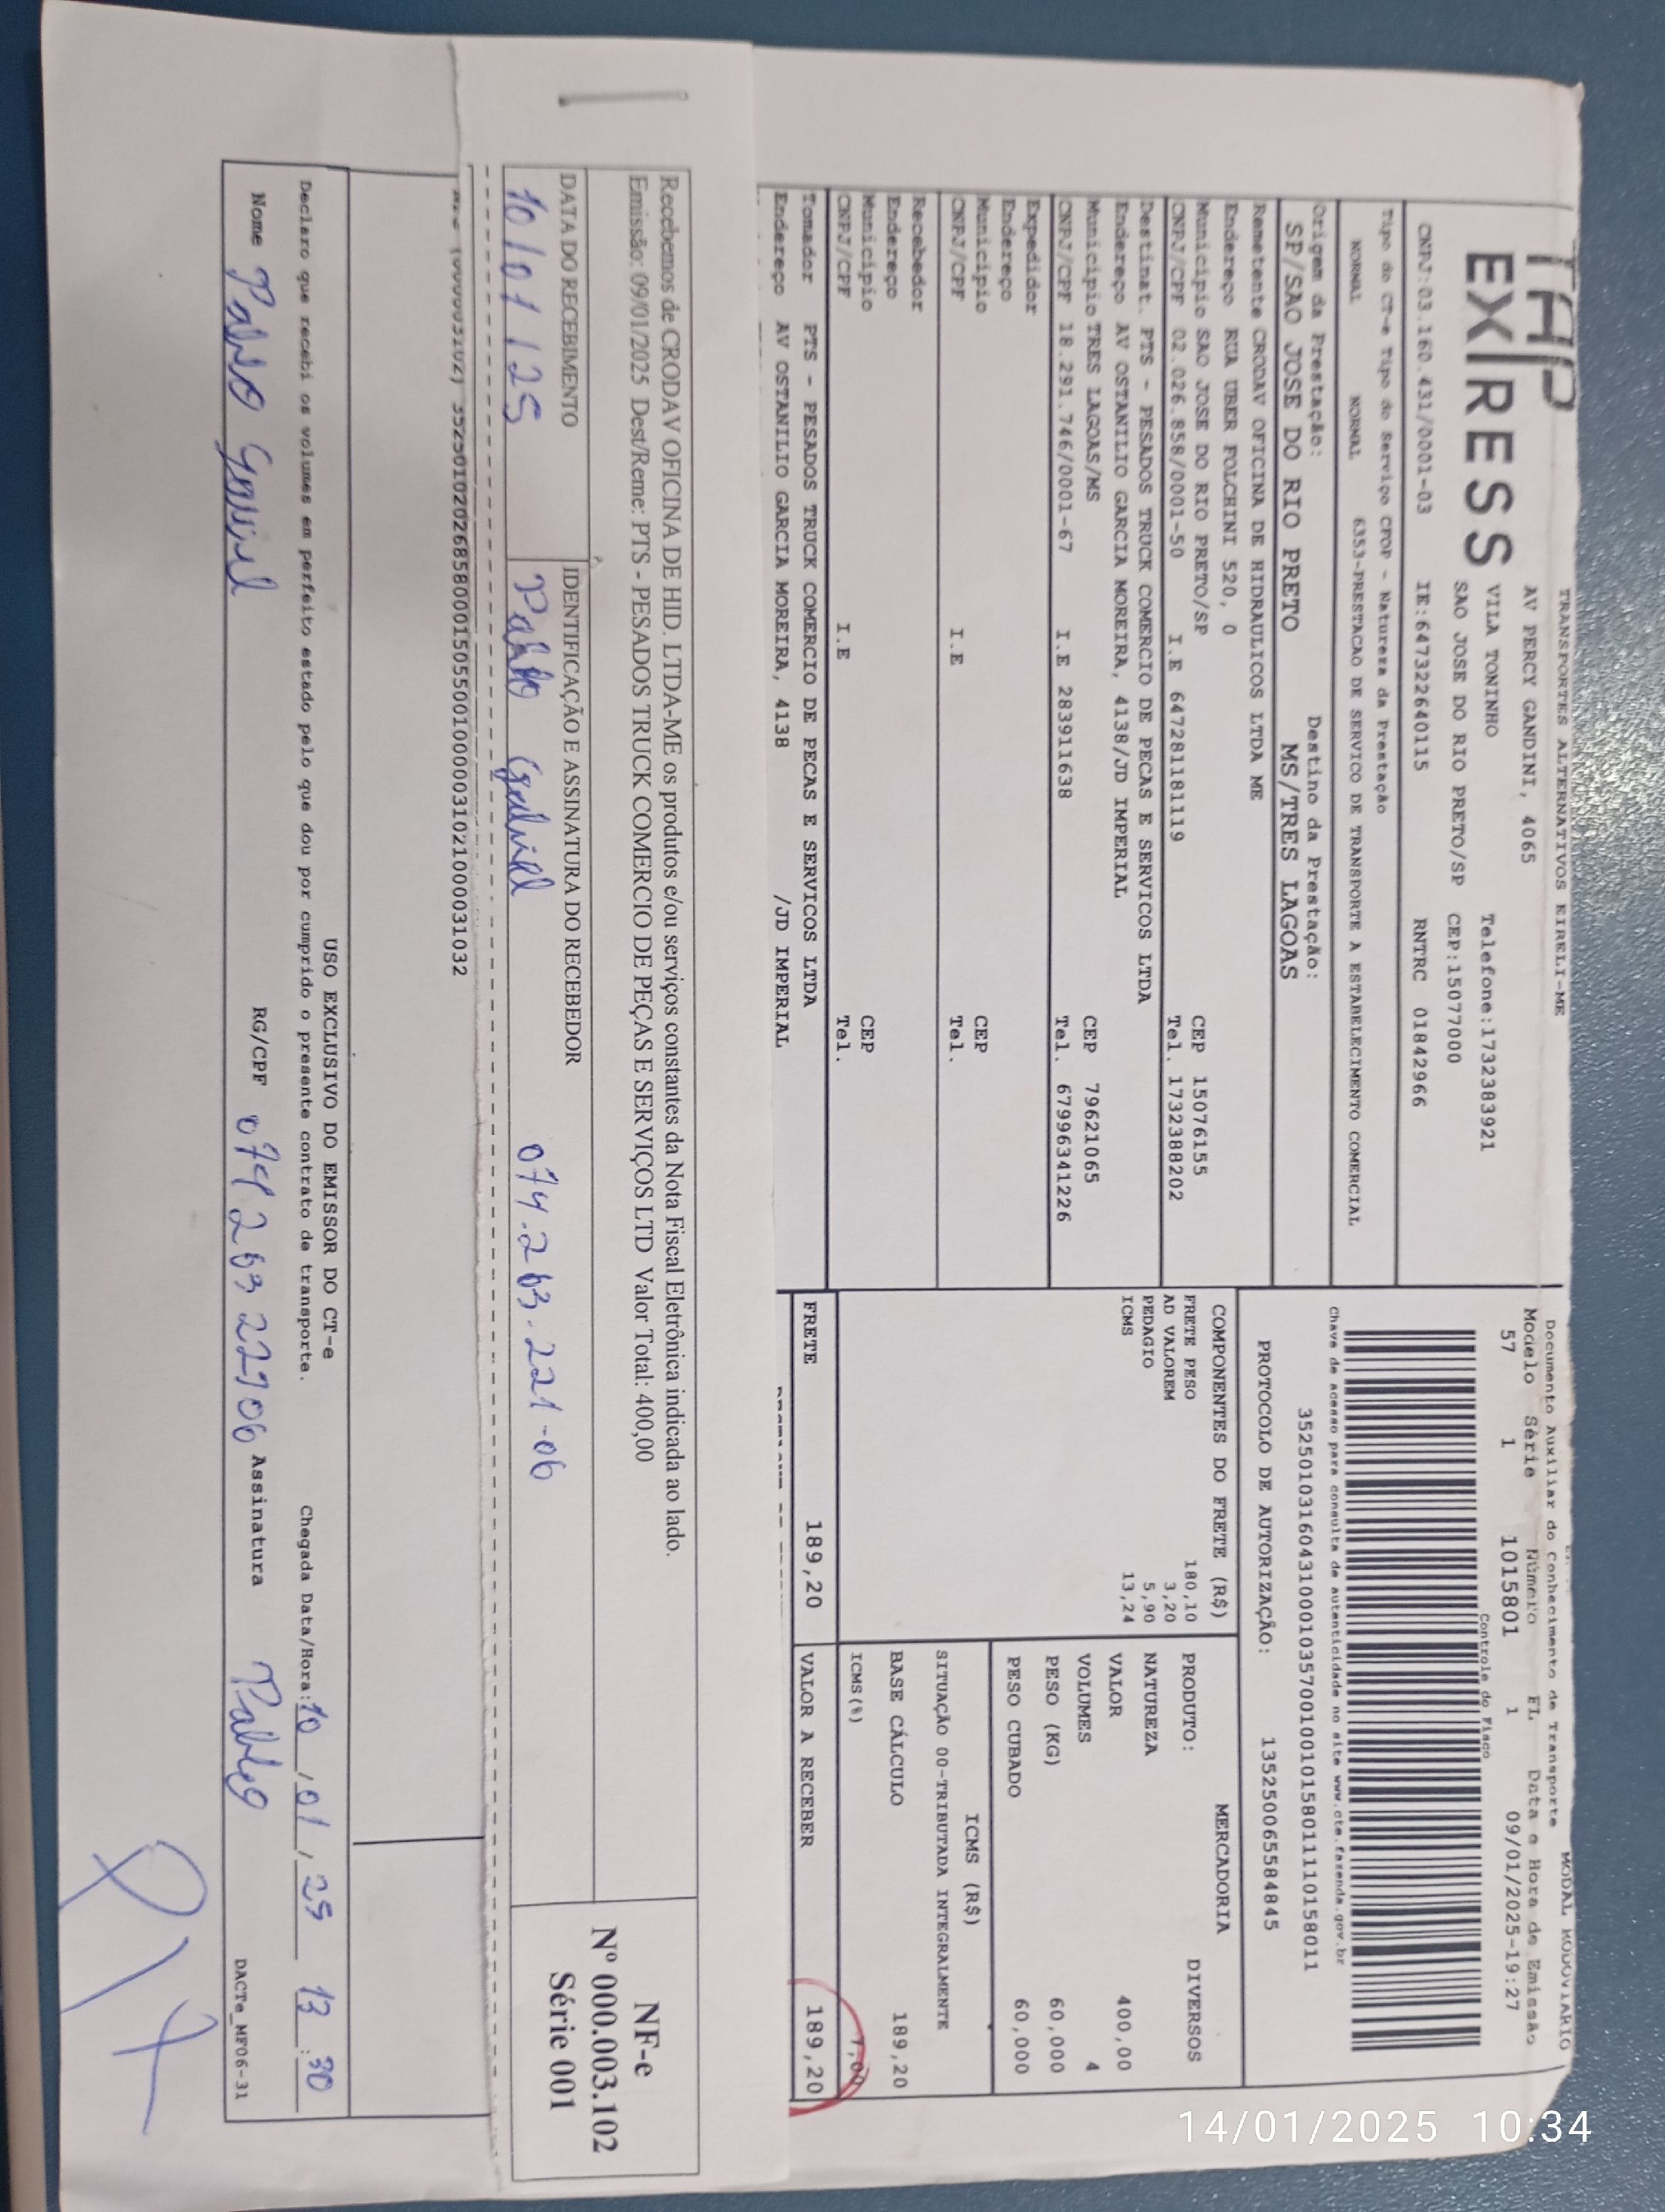 TAP
EXPRESS
TRANSPORTES ALTERNATIVOS EIRELI-ME
AV PERCY GANDINI, 4065
VILA TONINHO Telefone:1732383921
SAO JOSE DO RIO PRETO/SP CEP:15077000
CNPJ:03.160.431/0001-03 IE:647322640115 RNTRC 01842966
Documento Auxiliar do Conhecimento de Transporte MODAL RODOVIARIO
Modelo Série Número FL Data e Hora de Emissão
57 1 1015801 1 09/01/2025-19:27
Controle do Fisco
Chave de acesso para consulta de autenticidade no site www.cte.fazenda.gov.br
35250103160431000103570010010158011110158011
PROTOCOLO DE AUTORIZAÇÃO: 135250065584845
Tipo do CT-e Tipo do Serviço CFOP - Natureza da Prestação
NORMAL NORMAL 6353-PRESTACAO DE SERVICO DE TRANSPORTE A ESTABELECIMENTO COMERCIAL
Origem da Prestação: Destino da Prestação:
SP/SAO JOSE DO RIO PRETO MS/TRES LAGOAS
Remetente CRODAV OFICINA DE HIDRAULICOS LTDA ME
Endereço RUA UBER FOLCHINI 520, 0
Municipio SAO JOSE DO RIO PRETO/SP CEP 15076155
CNPJ/CPF 02.026.858/0001-50 I.E 647281181119 Tel. 1732388202
Destinat. PTS - PESADOS TRUCK COMERCIO DE PECAS E SERVICOS LTDA
Endereço AV OSTANILIO GARCIA MOREIRA, 4138/JD IMPERIAL
Municipio TRES LAGOAS/MS CEP 79621065
CNPJ/CPF 18.291.746/0001-67 I.E 283911638 Tel. 67996341226
Expedidor
Endereço
Municipio CEP
CNPJ/CPF I.E Tel.
Recebedor
Endereço
Municipio CEP
CNPJ/CPF I.E Tel.
Tomador PTS - PESADOS TRUCK COMERCIO DE PECAS E SERVICOS LTDA
Endereço AV OSTANILIO GARCIA MOREIRA, 4138 /JD IMPERIAL
COMPONENTES DO FRETE (R$)
FRETE PESO 180,10
AD VALOREM 3,20
PEDAGIO 5,90
ICMS 13,24
MERCADORIA
PRODUTO: DIVERSOS
NATUREZA
VALOR 400,00
VOLUMES 4
PESO (KG) 60,000
PESO CUBADO 60,000
ICMS (R$)
SITUAÇÃO 00-TRIBUTADA INTEGRALMENTE
BASE CÁLCULO 189,20
ICMS(%) 7,00
FRETE 189,20 VALOR A RECEBER 189,20
Recebemos de CRODAV OFICINA DE HID. LTDA-ME os produtos e/ou serviços constantes da Nota Fiscal Eletrônica indicada ao lado.
Emissão: 09/01/2025 Dest/Reme: PTS - PESADOS TRUCK COMERCIO DE PEÇAS E SERVIÇOS LTD Valor Total: 400,00
DATA DO RECEBIMENTO IDENTIFICAÇÃO E ASSINATURA DO RECEBEDOR
10/01/25 Pablo Gabriel 074.263.221-06
NF-e
Nº 000.003.102
Série 001
35250102026858000150550010000031021000031032
USO EXCLUSIVO DO EMISSOR DO CT-e
Declaro que recebi os volumes em perfeito estado pelo que dou por cumprido o presente contrato de transporte. Chegada Data/Hora: 10/01/25 13:30
Nome Pablo Gabriel RG/CPF 07426322106 Assinatura Pablo
DACTe_MF06-31
14/01/2025 10:34